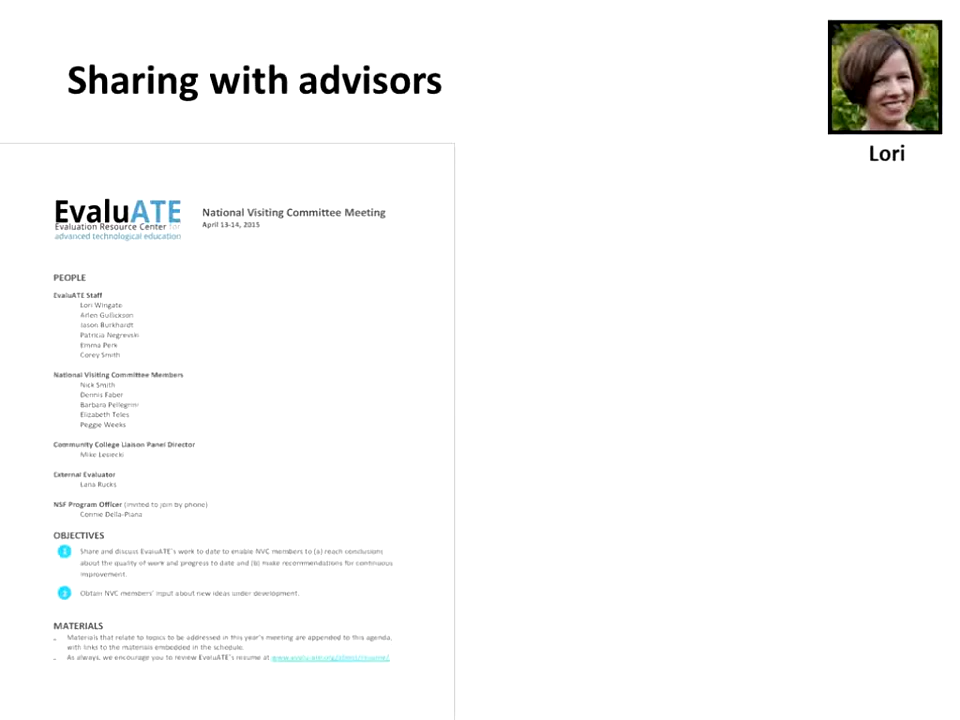 Sharing with advisors
Lori
EvaluATE
Evaluation Resource Center for
advanced technological education
National Visiting Committee Meeting
April 13-14, 2015
PEOPLE
EvaluATE Staff
Lori Wingate
Arlen Gullickson
Jason Burkhardt
Patricia Negrevski
Emma Perk
Corey Smith
National Visiting Committee Members
Nick Smith
Dennis Faber
Barbara Pellegrini
Elizabeth Teles
Peggie Weeks
Community College Liaison Panel Director
Mike Lesiecki
External Evaluator
Lana Rucks
NSF Program Officer (invited to join by phone)
Connie Della-Piana
OBJECTIVES
1 Share and discuss EvaluATE's work to date to enable NVC members to (a) reach conclusions
about the quality of work and progress to date and (b) make recommendations for continuous
improvement.
2 Obtain NVC members' input about new ideas under development.
MATERIALS
- Materials that relate to topics to be addressed in this year's meeting are appended to this agenda,
with links to the materials embedded in the schedule.
- As always, we encourage you to review EvaluATE's resume at